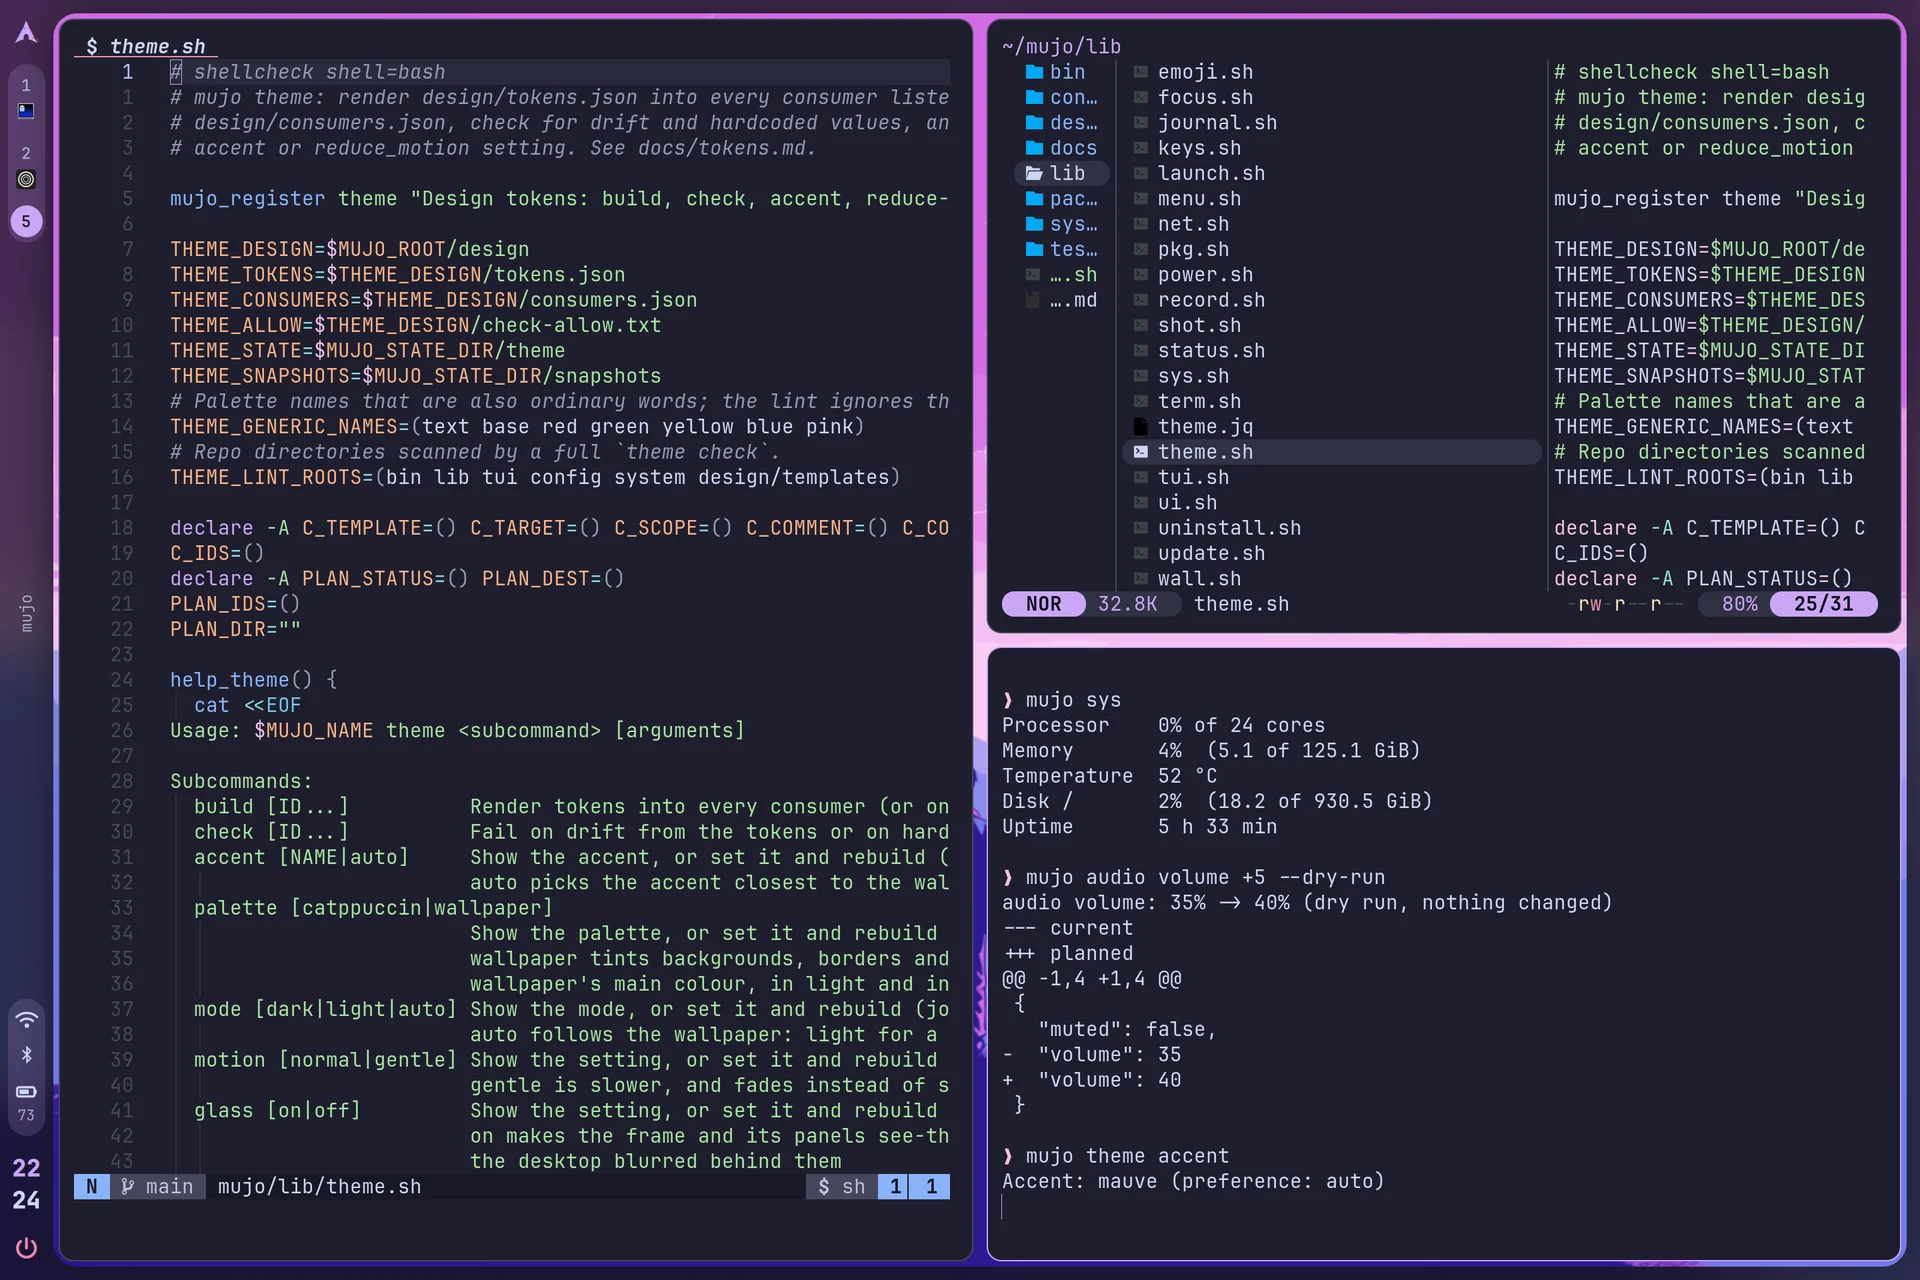 1
2
5
mujo
73
22
24
$ theme.sh
1 # shellcheck shell=bash
1 # mujo theme: render design/tokens.json into every consumer liste
2 # design/consumers.json, check for drift and hardcoded values, an
3 # accent or reduce_motion setting. See docs/tokens.md.
4
5 mujo_register theme "Design tokens: build, check, accent, reduce-
6
7 THEME_DESIGN=$MUJO_ROOT/design
8 THEME_TOKENS=$THEME_DESIGN/tokens.json
9 THEME_CONSUMERS=$THEME_DESIGN/consumers.json
10 THEME_ALLOW=$THEME_DESIGN/check-allow.txt
11 THEME_STATE=$MUJO_STATE_DIR/theme
12 THEME_SNAPSHOTS=$MUJO_STATE_DIR/snapshots
13 # Palette names that are also ordinary words; the lint ignores th
14 THEME_GENERIC_NAMES=(text base red green yellow blue pink)
15 # Repo directories scanned by a full `theme check`.
16 THEME_LINT_ROOTS=(bin lib tui config system design/templates)
17
18 declare -A C_TEMPLATE=() C_TARGET=() C_SCOPE=() C_COMMENT=() C_CO
19 C_IDS=()
20 declare -A PLAN_STATUS=() PLAN_DEST=()
21 PLAN_IDS=()
22 PLAN_DIR=""
23
24 help_theme() {
25 cat <<EOF
26 Usage: $MUJO_NAME theme <subcommand> [arguments]
27
28 Subcommands:
29 build [ID...] Render tokens into every consumer (or on
30 check [ID...] Fail on drift from the tokens or on hard
31 accent [NAME|auto] Show the accent, or set it and rebuild (
32 auto picks the accent closest to the wal
33 palette [catppuccin|wallpaper]
34 Show the palette, or set it and rebuild
35 wallpaper tints backgrounds, borders and
36 wallpaper's main colour, in light and in
37 mode [dark|light|auto] Show the mode, or set it and rebuild (jo
38 auto follows the wallpaper: light for a
39 motion [normal|gentle] Show the setting, or set it and rebuild
40 gentle is slower, and fades instead of s
41 glass [on|off] Show the setting, or set it and rebuild
42 on makes the frame and its panels see-th
43 the desktop blurred behind them
N main mujo/lib/theme.sh $ sh 1 1
~/mujo/lib
bin
con…
des…
docs
lib
pac…
sys…
tes…
….sh
….md
emoji.sh
focus.sh
journal.sh
keys.sh
launch.sh
menu.sh
net.sh
pkg.sh
power.sh
record.sh
shot.sh
status.sh
sys.sh
term.sh
theme.jq
theme.sh
tui.sh
ui.sh
uninstall.sh
update.sh
wall.sh
# shellcheck shell=bash
# mujo theme: render desig
# design/consumers.json, c
# accent or reduce_motion
mujo_register theme "Desig
THEME_DESIGN=$MUJO_ROOT/de
THEME_TOKENS=$THEME_DESIGN
THEME_CONSUMERS=$THEME_DES
THEME_ALLOW=$THEME_DESIGN/
THEME_STATE=$MUJO_STATE_DI
THEME_SNAPSHOTS=$MUJO_STAT
# Palette names that are a
THEME_GENERIC_NAMES=(text
# Repo directories scanned
THEME_LINT_ROOTS=(bin lib
declare -A C_TEMPLATE=() C
C_IDS=()
declare -A PLAN_STATUS=()
NOR 32.8K theme.sh -rw-r--r-- 80% 25/31
❯ mujo sys
Processor 0% of 24 cores
Memory 4% (5.1 of 125.1 GiB)
Temperature 52 °C
Disk / 2% (18.2 of 930.5 GiB)
Uptime 5 h 33 min
❯ mujo audio volume +5 --dry-run
audio volume: 35% -> 40% (dry run, nothing changed)
--- current
+++ planned
@@ -1,4 +1,4 @@
{
"muted": false,
- "volume": 35
+ "volume": 40
}
❯ mujo theme accent
Accent: mauve (preference: auto)